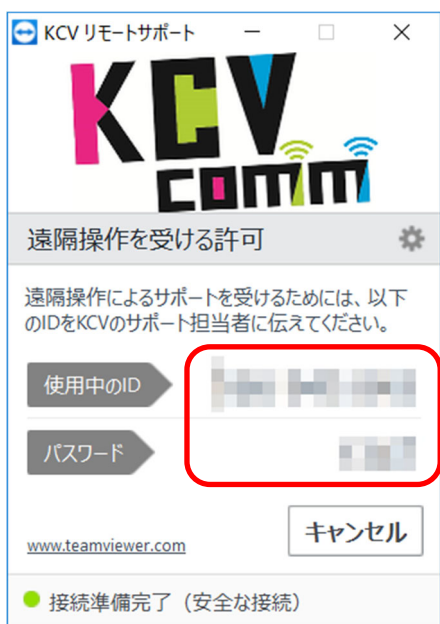 KCV リモートサポート
KCV
comm
遠隔操作を受ける許可
遠隔操作によるサポートを受けるためには、以下
のIDをKCVのサポート担当者に伝えてください。
使用中のID
パスワード
キャンセル
www.teamviewer.com
接続準備完了（安全な接続）